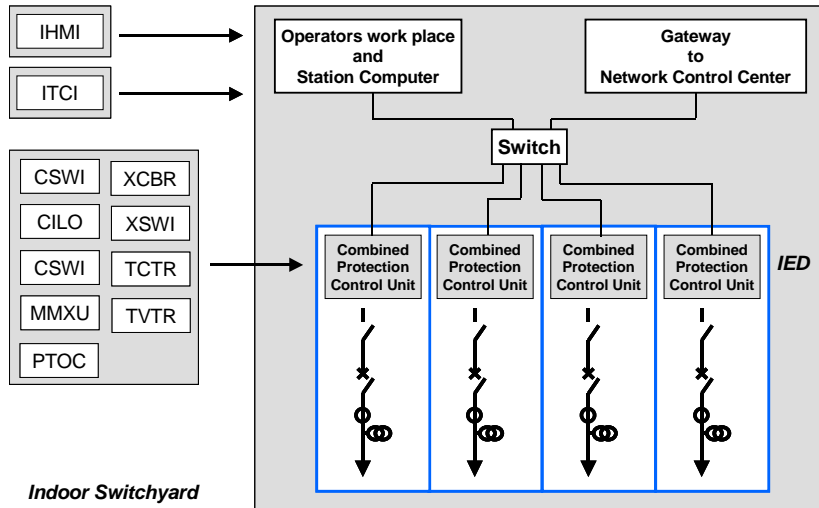 IHMI
ITCI
CSWI
XCBR
CILO
XSWI
CSWI
TCTR
MMXU
TVTR
PTOC
Indoor Switchyard
Operators work place
and
Station Computer
Gateway
to
Network Control Center
Switch
Combined
Protection
Control Unit
Combined
Protection
Control Unit
Combined
Protection
Control Unit
Combined
Protection
Control Unit
IED